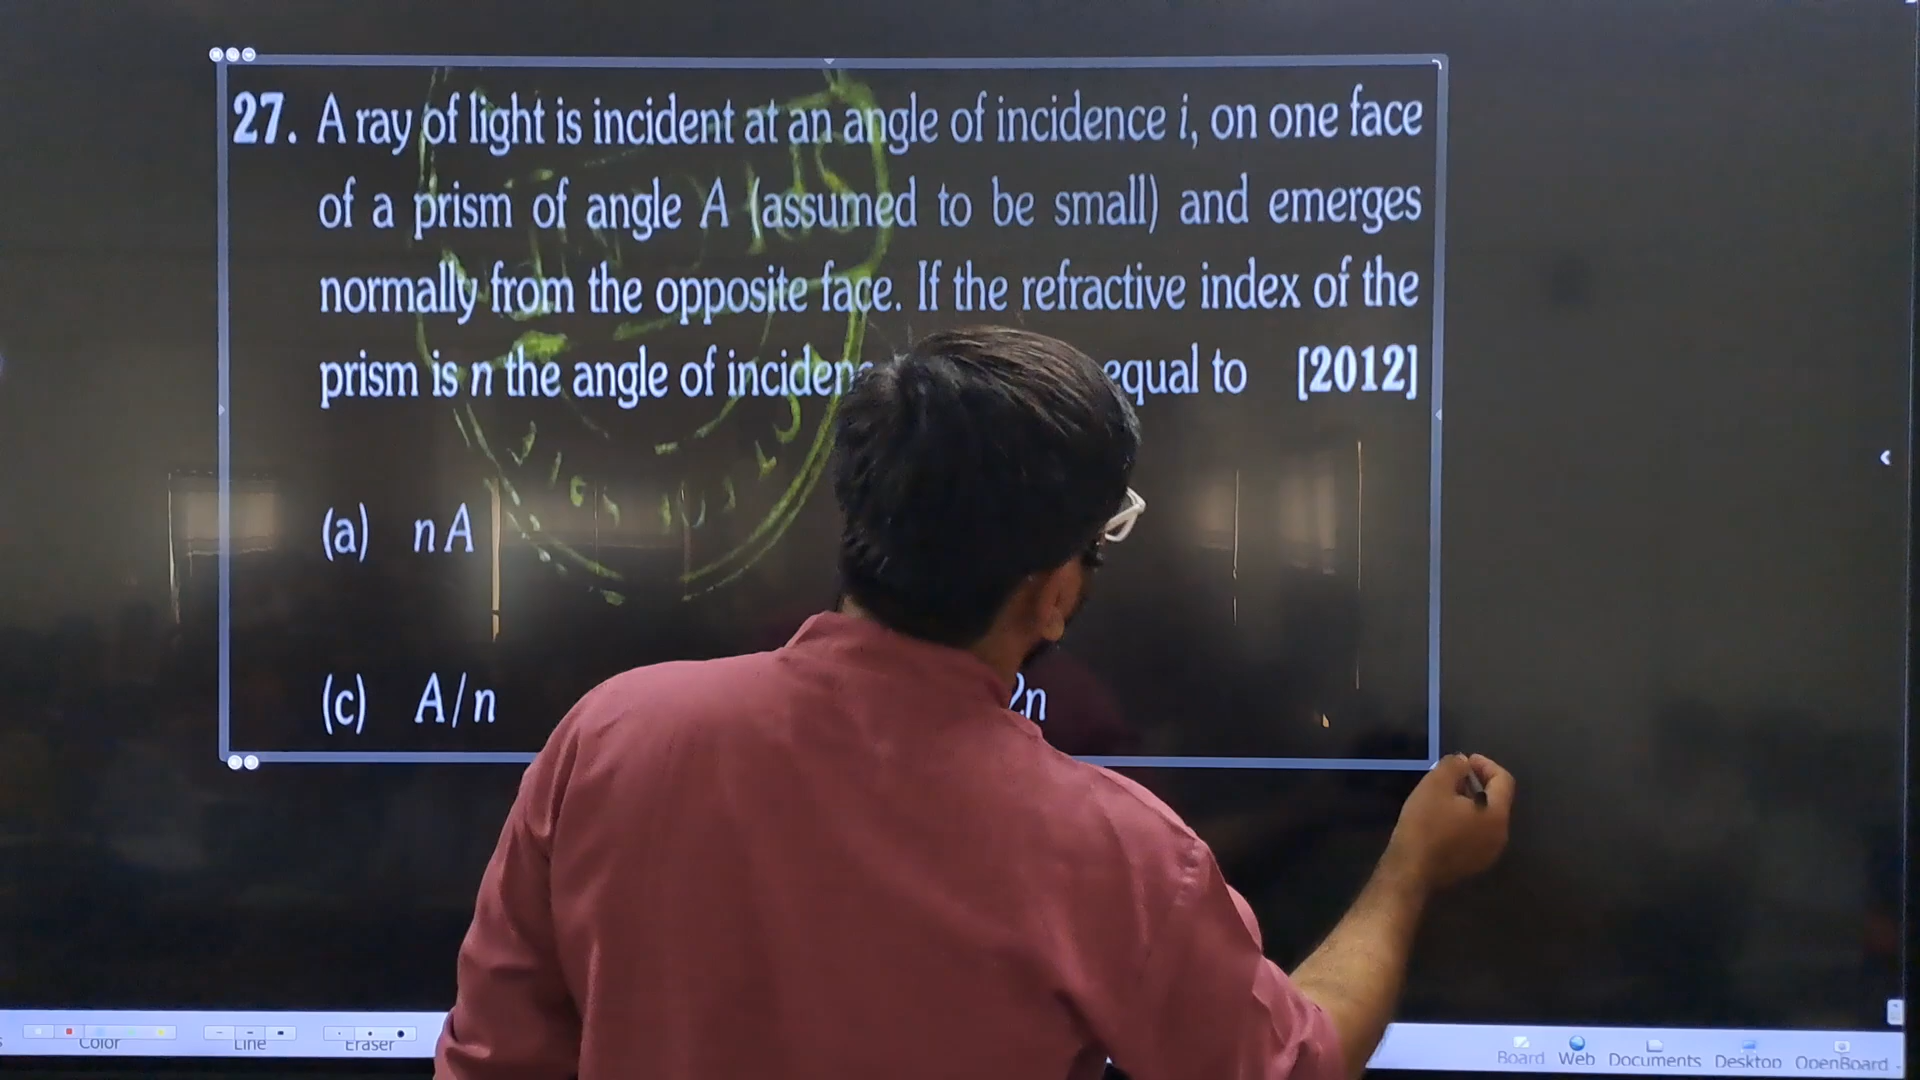 27. A ray of light is incident at an angle of incidence i, on one face
of a prism of angle A (assumed to be small) and emerges
normally from the opposite face. If the refractive index of the
prism is n the angle of equal to [2012]
(a) nA
(c) A/n 2n
Color Line Eraser Board Web Documents Desktop OpenBoard